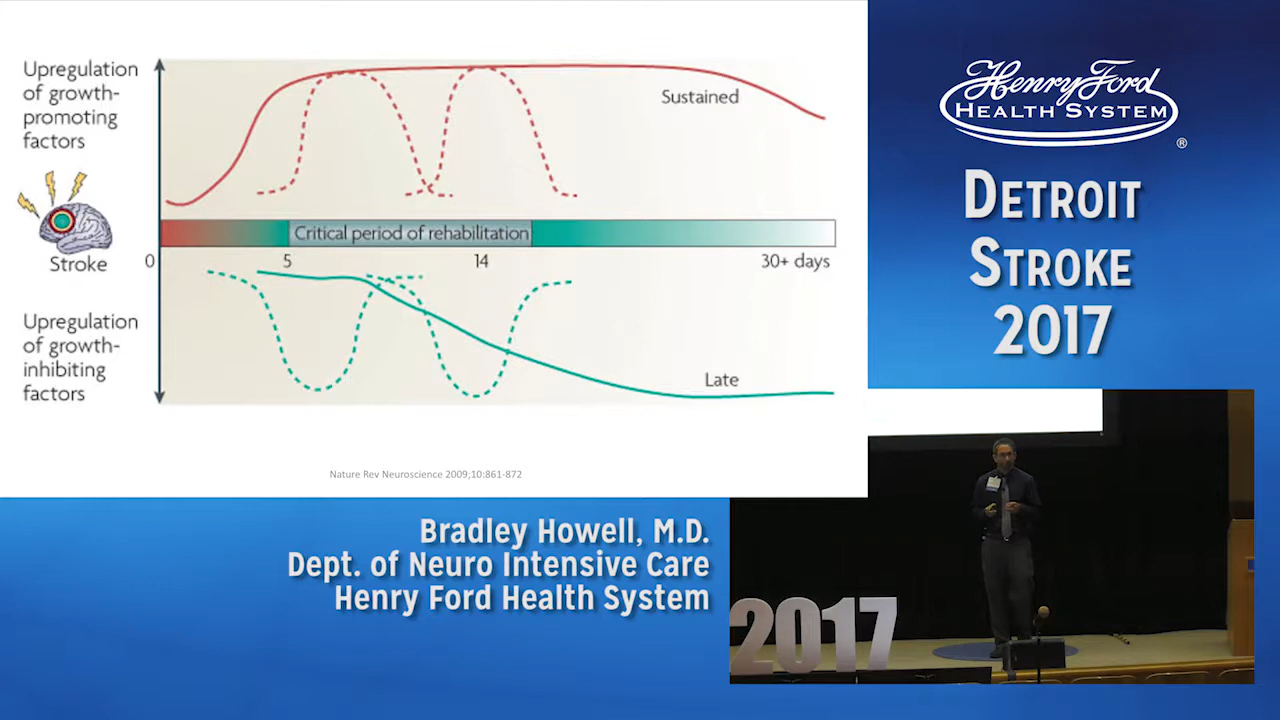 Upregulation
of growth-
promoting
factors
Sustained
Critical period of rehabilitation
Stroke
0
5
14
30+ days
Upregulation
of growth-
inhibiting
factors
Late
Nature Rev Neuroscience 2009;10:861-872
Henry Ford
HEALTH SYSTEM
®
DETROIT
STROKE
2017
Bradley Howell, M.D.
Dept. of Neuro Intensive Care
Henry Ford Health System
2017